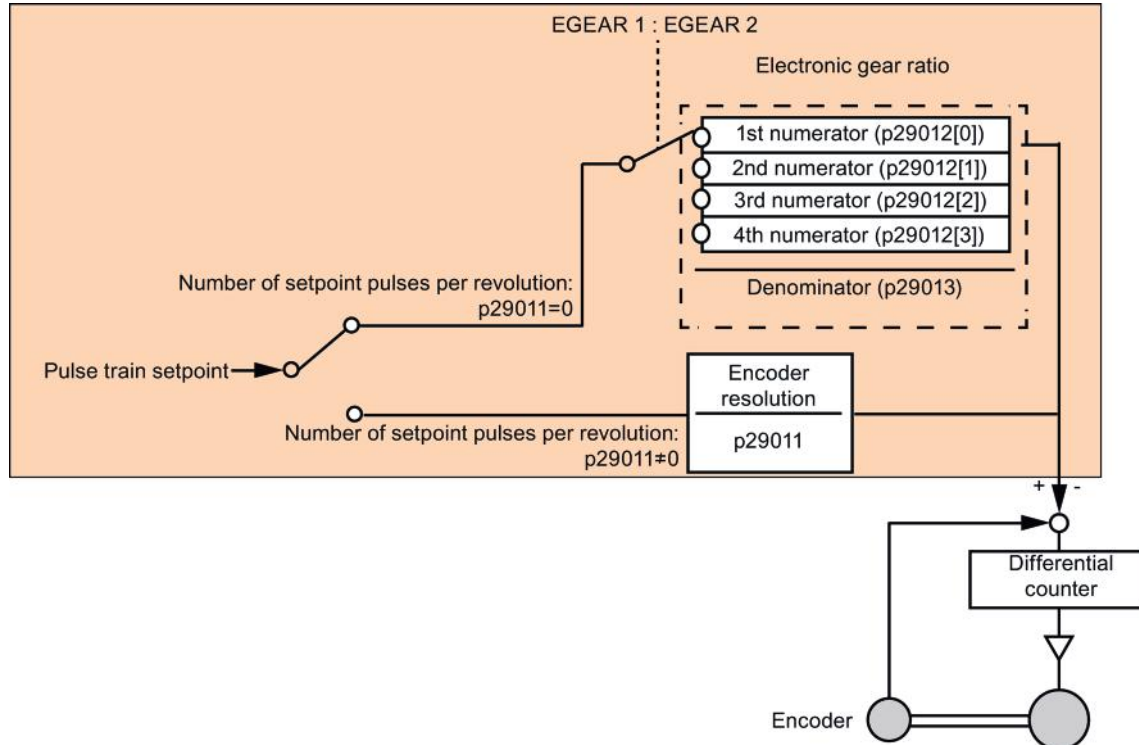 EGEAR 1 : EGEAR 2
Electronic gear ratio
1st numerator (p29012[0])
2nd numerator (p29012[1])
3rd numerator (p29012[2])
4th numerator (p29012[3])
Denominator (p29013)
Number of setpoint pulses per revolution:
p29011=0
Pulse train setpoint
Encoder
resolution
p29011
Number of setpoint pulses per revolution:
p29011≠0
+ -
Differential
counter
Encoder